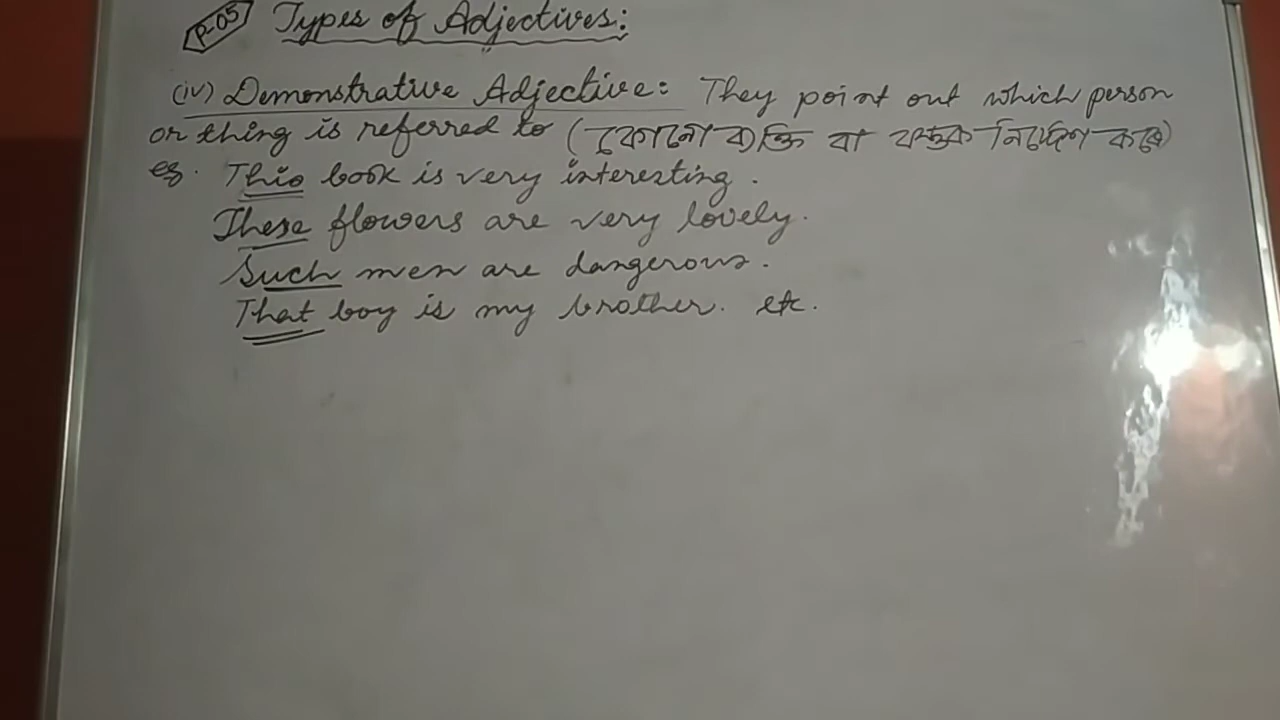 P-05 Types of Adjectives:
(iv) Demonstrative Adjective: They point out which person
or thing is referred to (কোনো ব্যক্তি বা বস্তুকে নির্দেশ করে)
eg. This book is very interesting.
These flowers are very lovely.
Such men are dangerous.
That boy is my brother. etc.